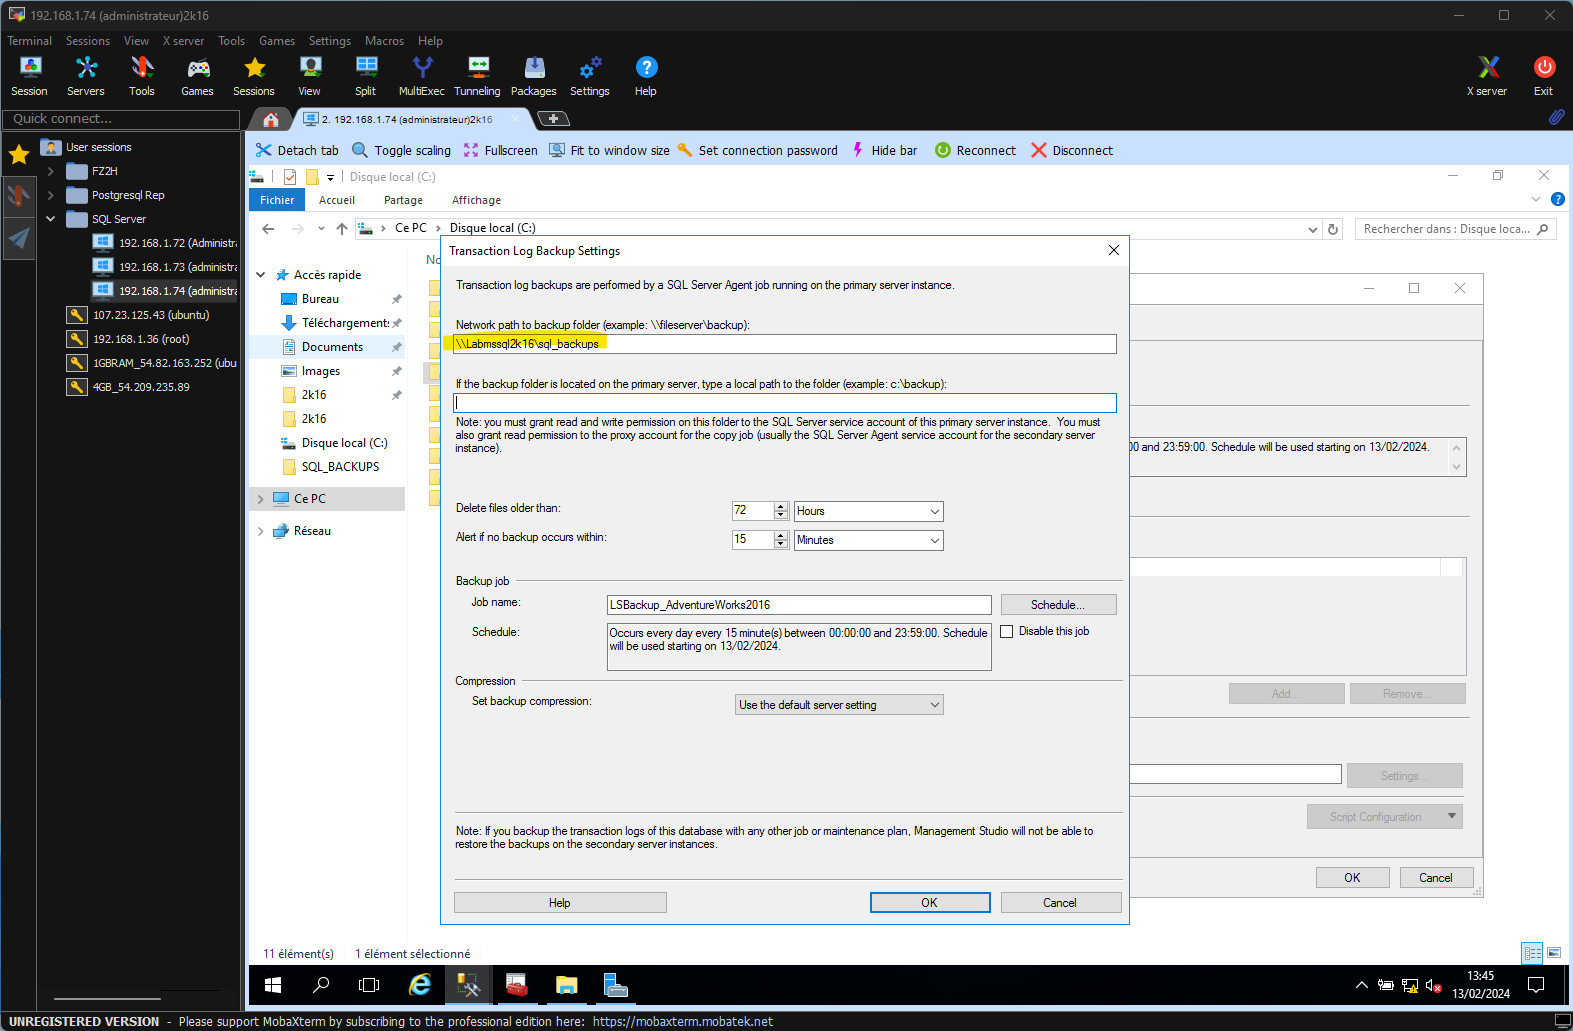 192.168.1.74 (administrateur)2k16
Terminal Sessions View X server Tools Games Settings Macros Help
Session Servers Tools Games Sessions View Split MultiExec Tunneling Packages Settings Help X server Exit
Quick connect...
2. 192.168.1.74 (administrateur)2k16
Detach tab Toggle scaling Fullscreen Fit to window size Set connection password Hide bar Reconnect Disconnect
User sessions
FZ2H
Postgresql Rep
SQL Server
192.168.1.72 (Administra
192.168.1.73 (administra
192.168.1.74 (administra
107.23.125.43 (ubuntu)
192.168.1.36 (root)
1GBRAM_54.82.163.252 (ubu
4GB_54.209.235.89
Disque local (C:)
Fichier Accueil Partage Affichage
Ce PC Disque local (C:)
Rechercher dans : Disque loca...
Accès rapide
Bureau
Téléchargements
Documents
Images
2k16
2k16
Disque local (C:)
SQL_BACKUPS
Ce PC
Réseau
Transaction Log Backup Settings
Transaction log backups are performed by a SQL Server Agent job running on the primary server instance.
Network path to backup folder (example: \\fileserver\backup):
\\Labmssql2k16\sql_backups
If the backup folder is located on the primary server, type a local path to the folder (example: c:\backup):
Note: you must grant read and write permission on this folder to the SQL Server service account of this primary server instance. You must
also grant read permission to the proxy account for the copy job (usually the SQL Server Agent service account for the secondary server
instance).
Delete files older than: 72 Hours
Alert if no backup occurs within: 15 Minutes
Backup job
Job name: LSBackup_AdventureWorks2016 Schedule...
Schedule: Occurs every day every 15 minute(s) between 00:00:00 and 23:59:00. Schedule
will be used starting on 13/02/2024.
Disable this job
Compression
Set backup compression: Use the default server setting
Note: If you backup the transaction logs of this database with any other job or maintenance plan, Management Studio will not be able to
restore the backups on the secondary server instances.
Help OK Cancel
00 and 23:59:00. Schedule will be used starting on 13/02/2024.
Add... Remove...
Settings...
Script Configuration
OK Cancel
11 élément(s) 1 élément sélectionné
13:45
13/02/2024
UNREGISTERED VERSION - Please support MobaXterm by subscribing to the professional edition here: https://mobaxterm.mobatek.net